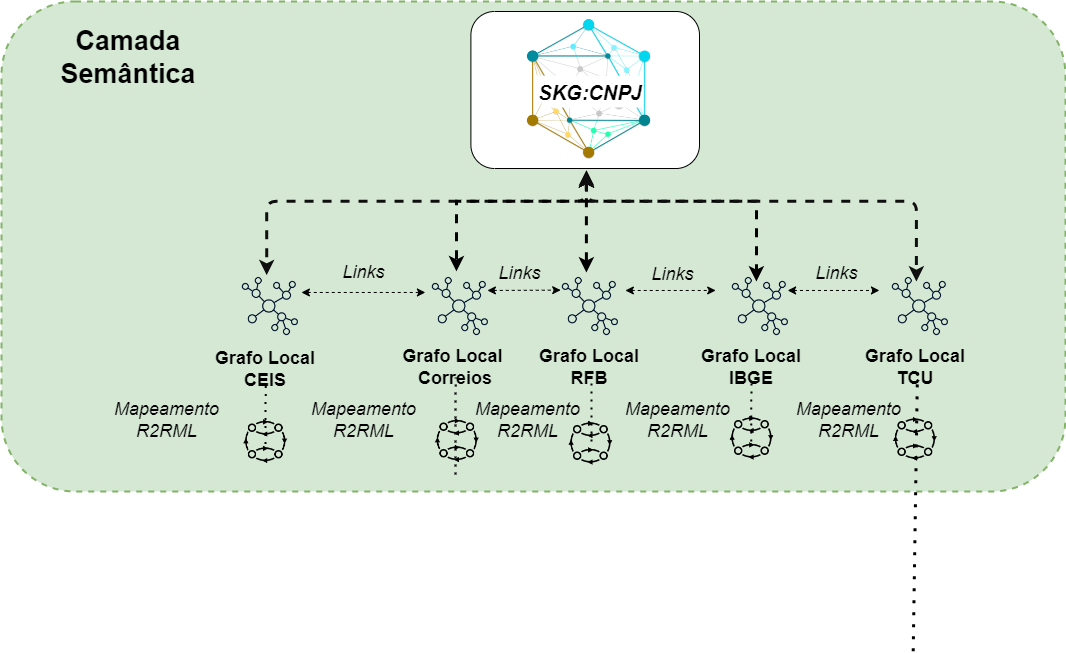 Camada
Semântica
SKG:CNPJ
Links
Links
Links
Links
Grafo Local
CEIS
Grafo Local
Correios
Grafo Local
RFB
Grafo Local
IBGE
Grafo Local
TCU
Mapeamento
R2RML
Mapeamento
R2RML
Mapeamento
R2RML
Mapeamento
R2RML
Mapeamento
R2RML